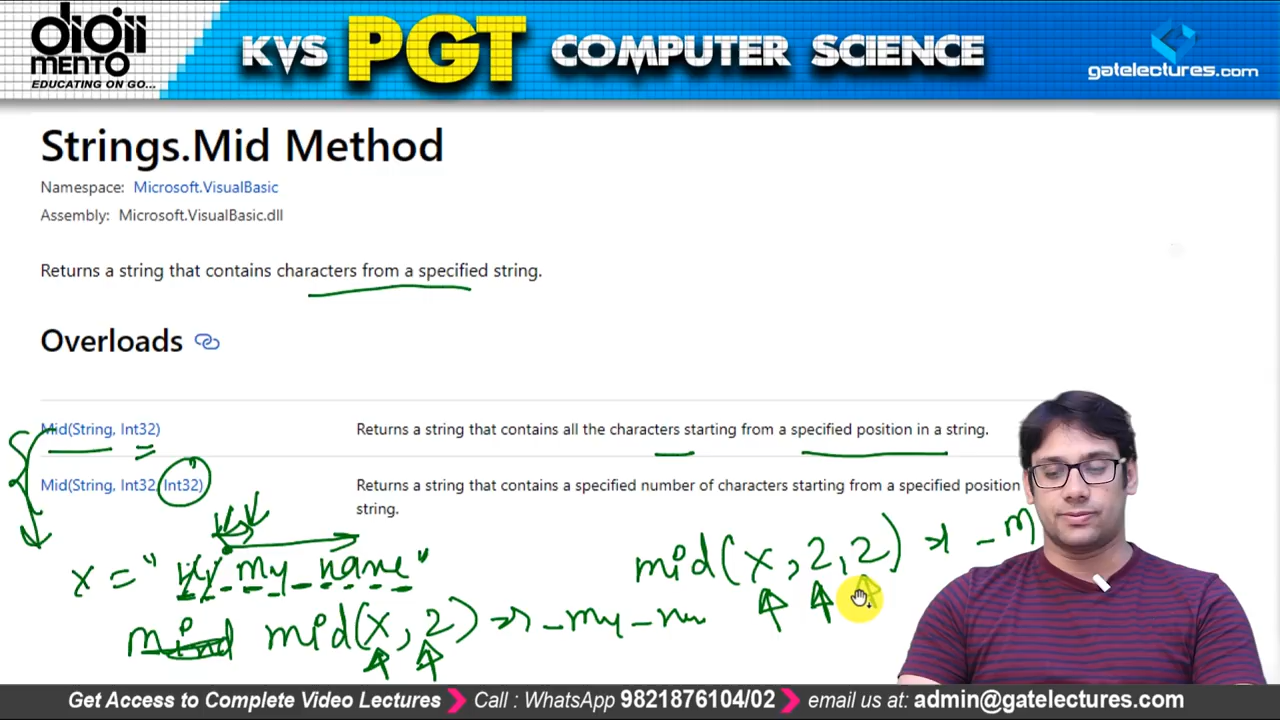 digii
MENTO
EDUCATING ON GO...
KVS PGT COMPUTER SCIENCE
gatelectures.com
Strings.Mid Method
Namespace: Microsoft.VisualBasic
Assembly: Microsoft.VisualBasic.dll
Returns a string that contains characters from a specified string.
Overloads
Mid(String, Int32)
Returns a string that contains all the characters starting from a specified position in a string.
Mid(String, Int32, Int32)
Returns a string that contains a specified number of characters starting from a specified position
string.
x = " my name"
mid(x, 2, 2)
mid(x, 2)
Get Access to Complete Video Lectures
Call : WhatsApp 9821876104/02
email us at: admin@gatelectures.com